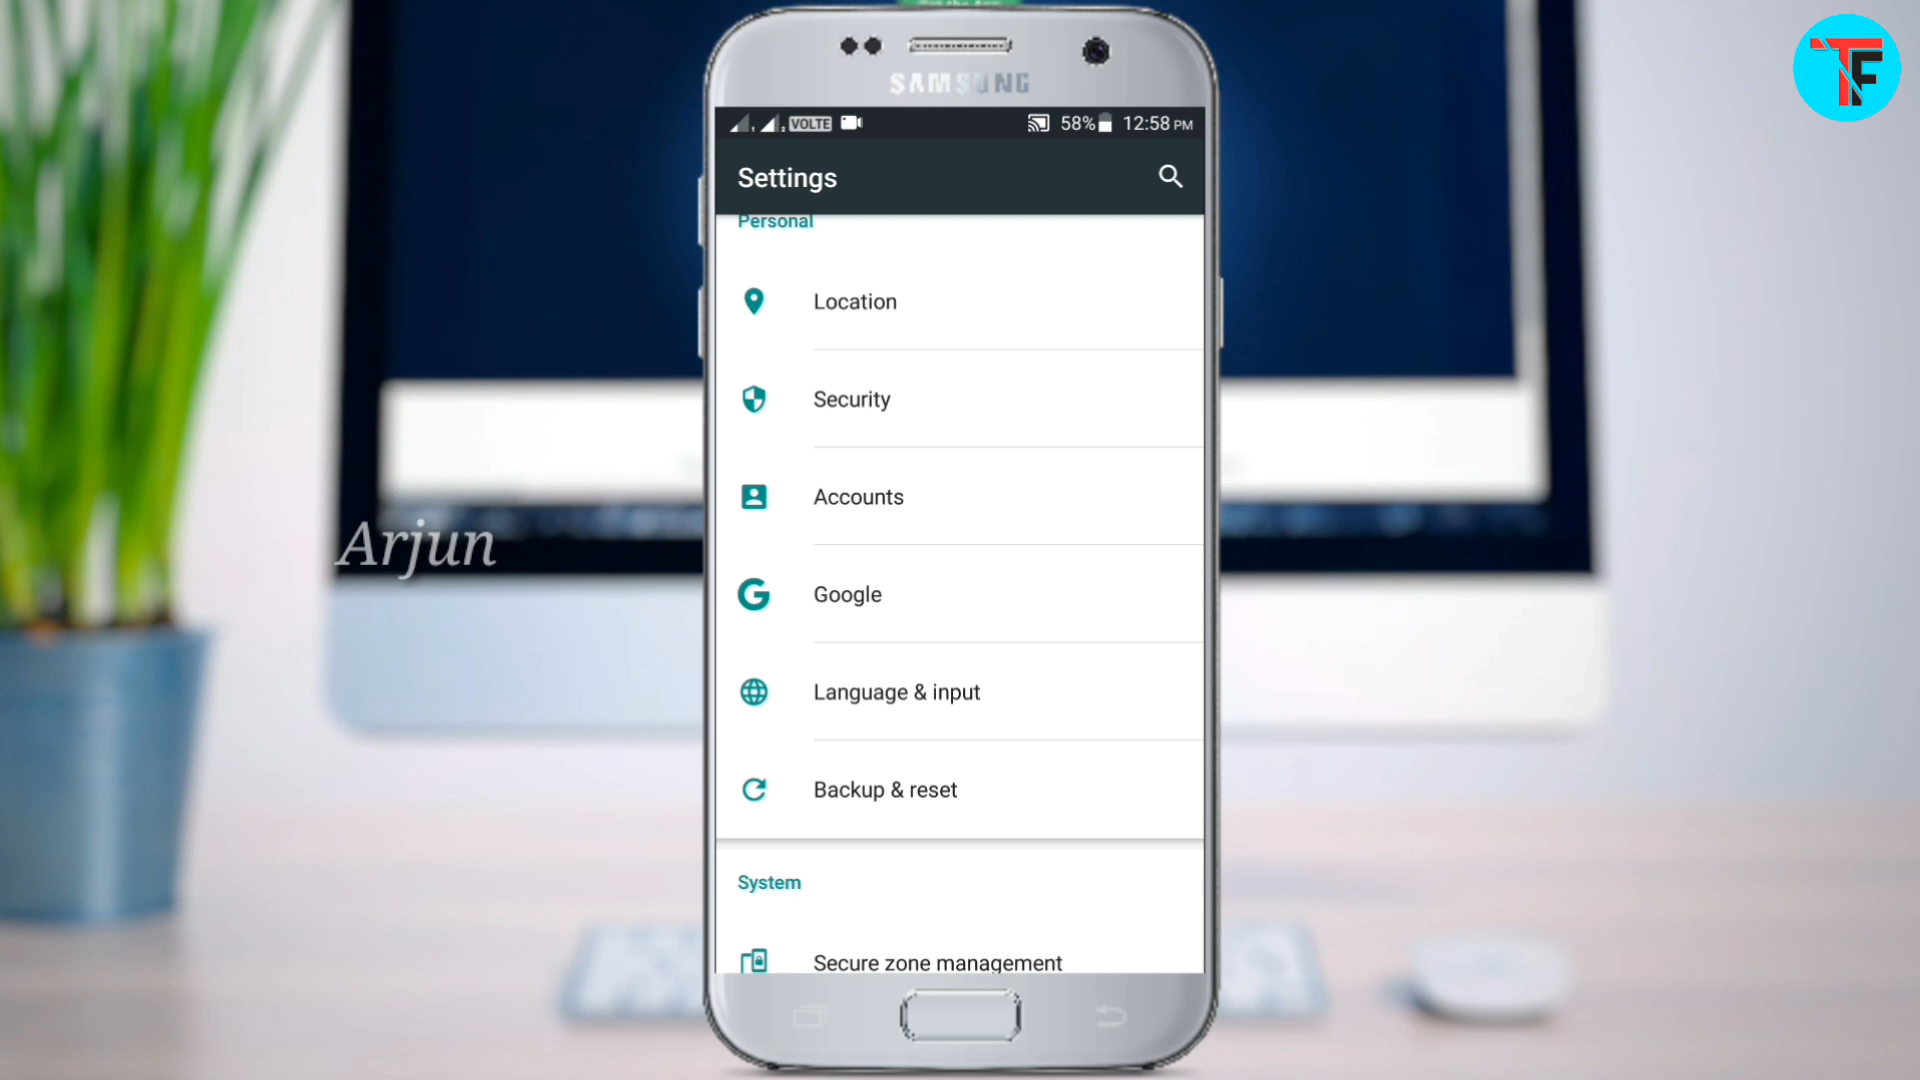 SAMSUNG
VOLTE 58% 12:58 PM
Settings
Personal
Location
Security
Accounts
Google
Language & input
Backup & reset
System
Secure zone management
Arjun
TF